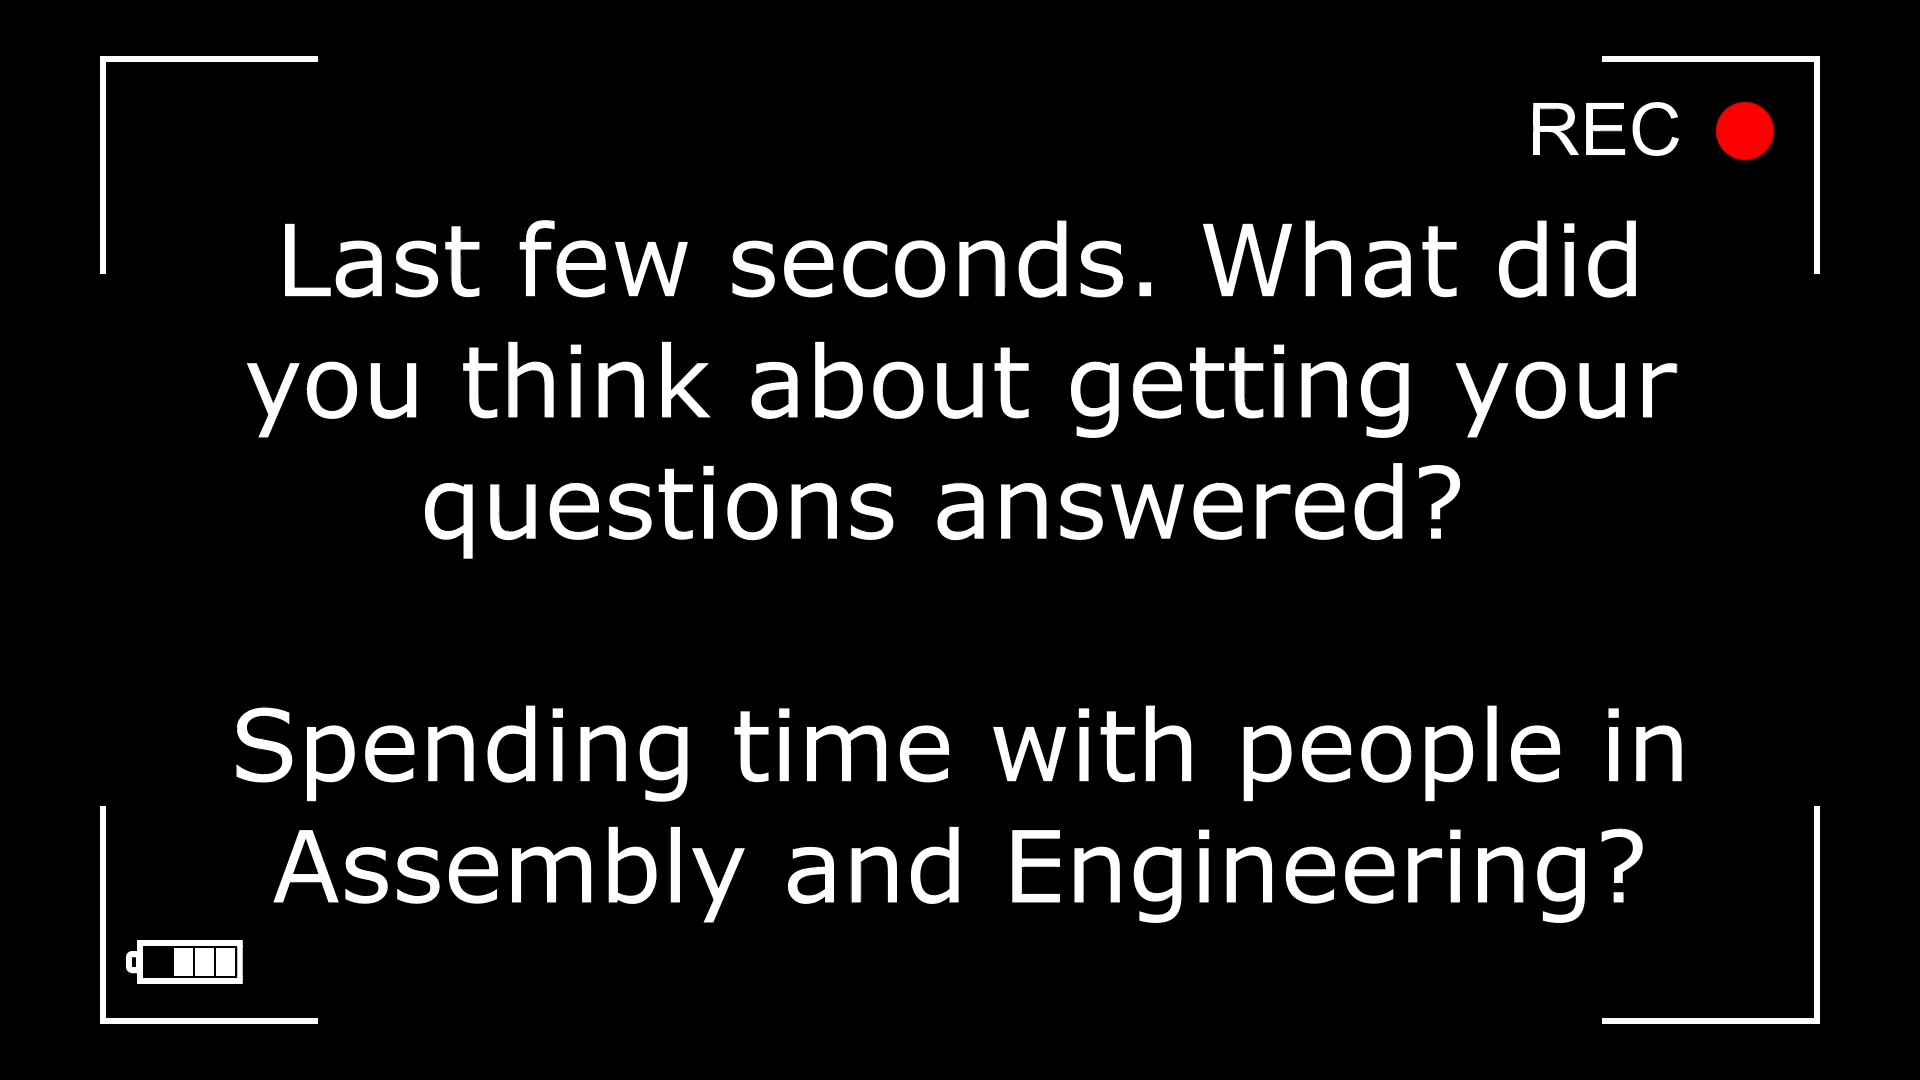 REC
Last few seconds. What did
you think about getting your
questions answered?
Spending time with people in
Assembly and Engineering?